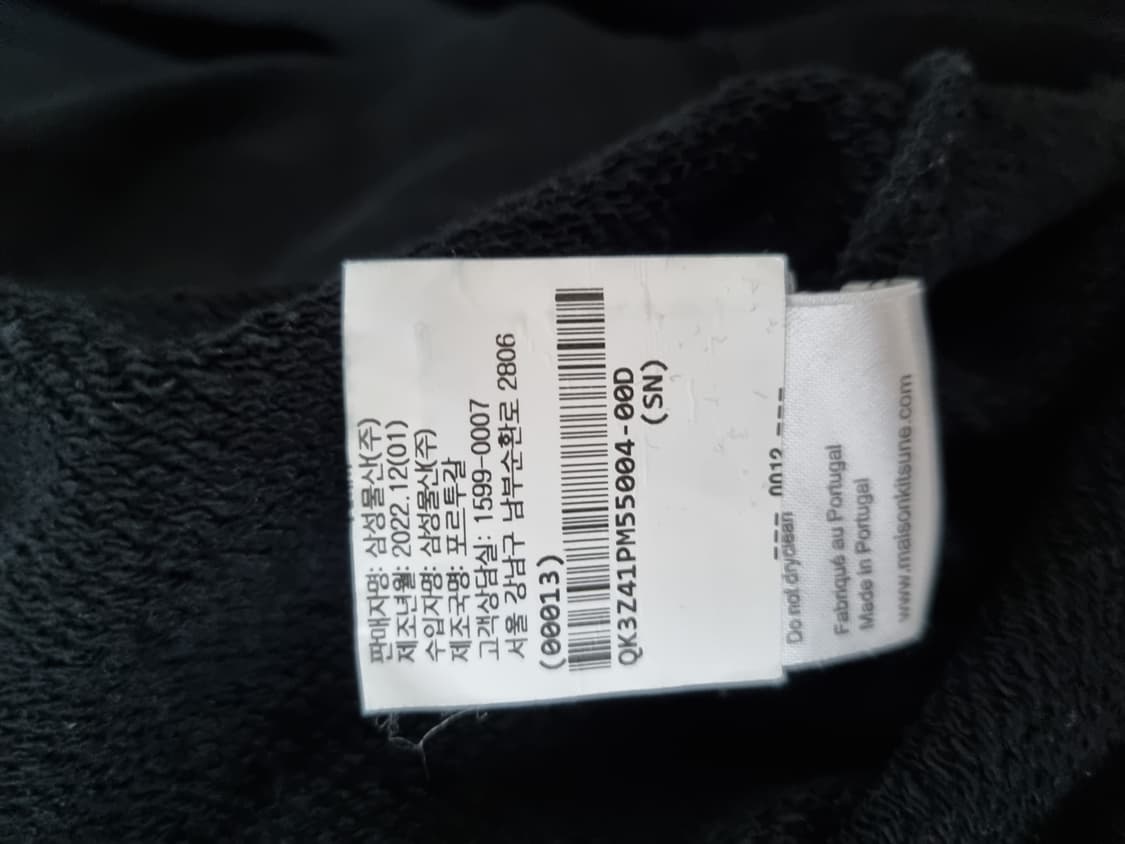 판매자명: 삼성물산(주)
제조년월: 2022.12(01)
수입자명: 삼성물산(주)
제조국명: 포르투갈
고객상담실: 1599-0007
서울 강남구 남부순환로 2806
(00013)
QK3Z41PM55004-00D
(SN)
0012
Do not dryclean
Fabriqué au Portugal
Made in Portugal
www.maisonkitsune.com